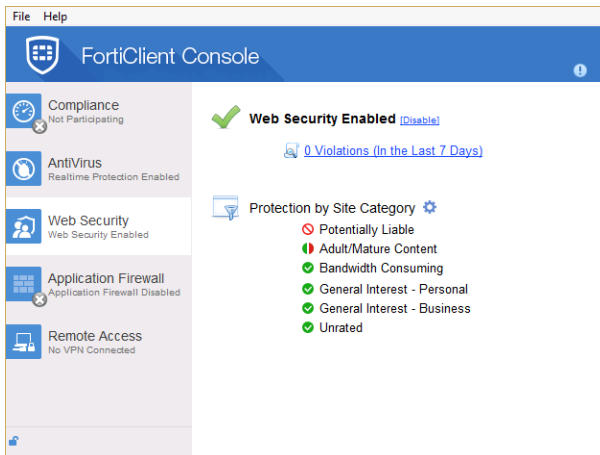 File Help
FortiClient Console
Compliance
Not Participating
AntiVirus
Realtime Protection Enabled
Web Security
Web Security Enabled
Application Firewall
Application Firewall Disabled
Remote Access
No VPN Connected
Web Security Enabled [Disable]
0 Violations (In the Last 7 Days)
Protection by Site Category
Potentially Liable
Adult/Mature Content
Bandwidth Consuming
General Interest - Personal
General Interest - Business
Unrated